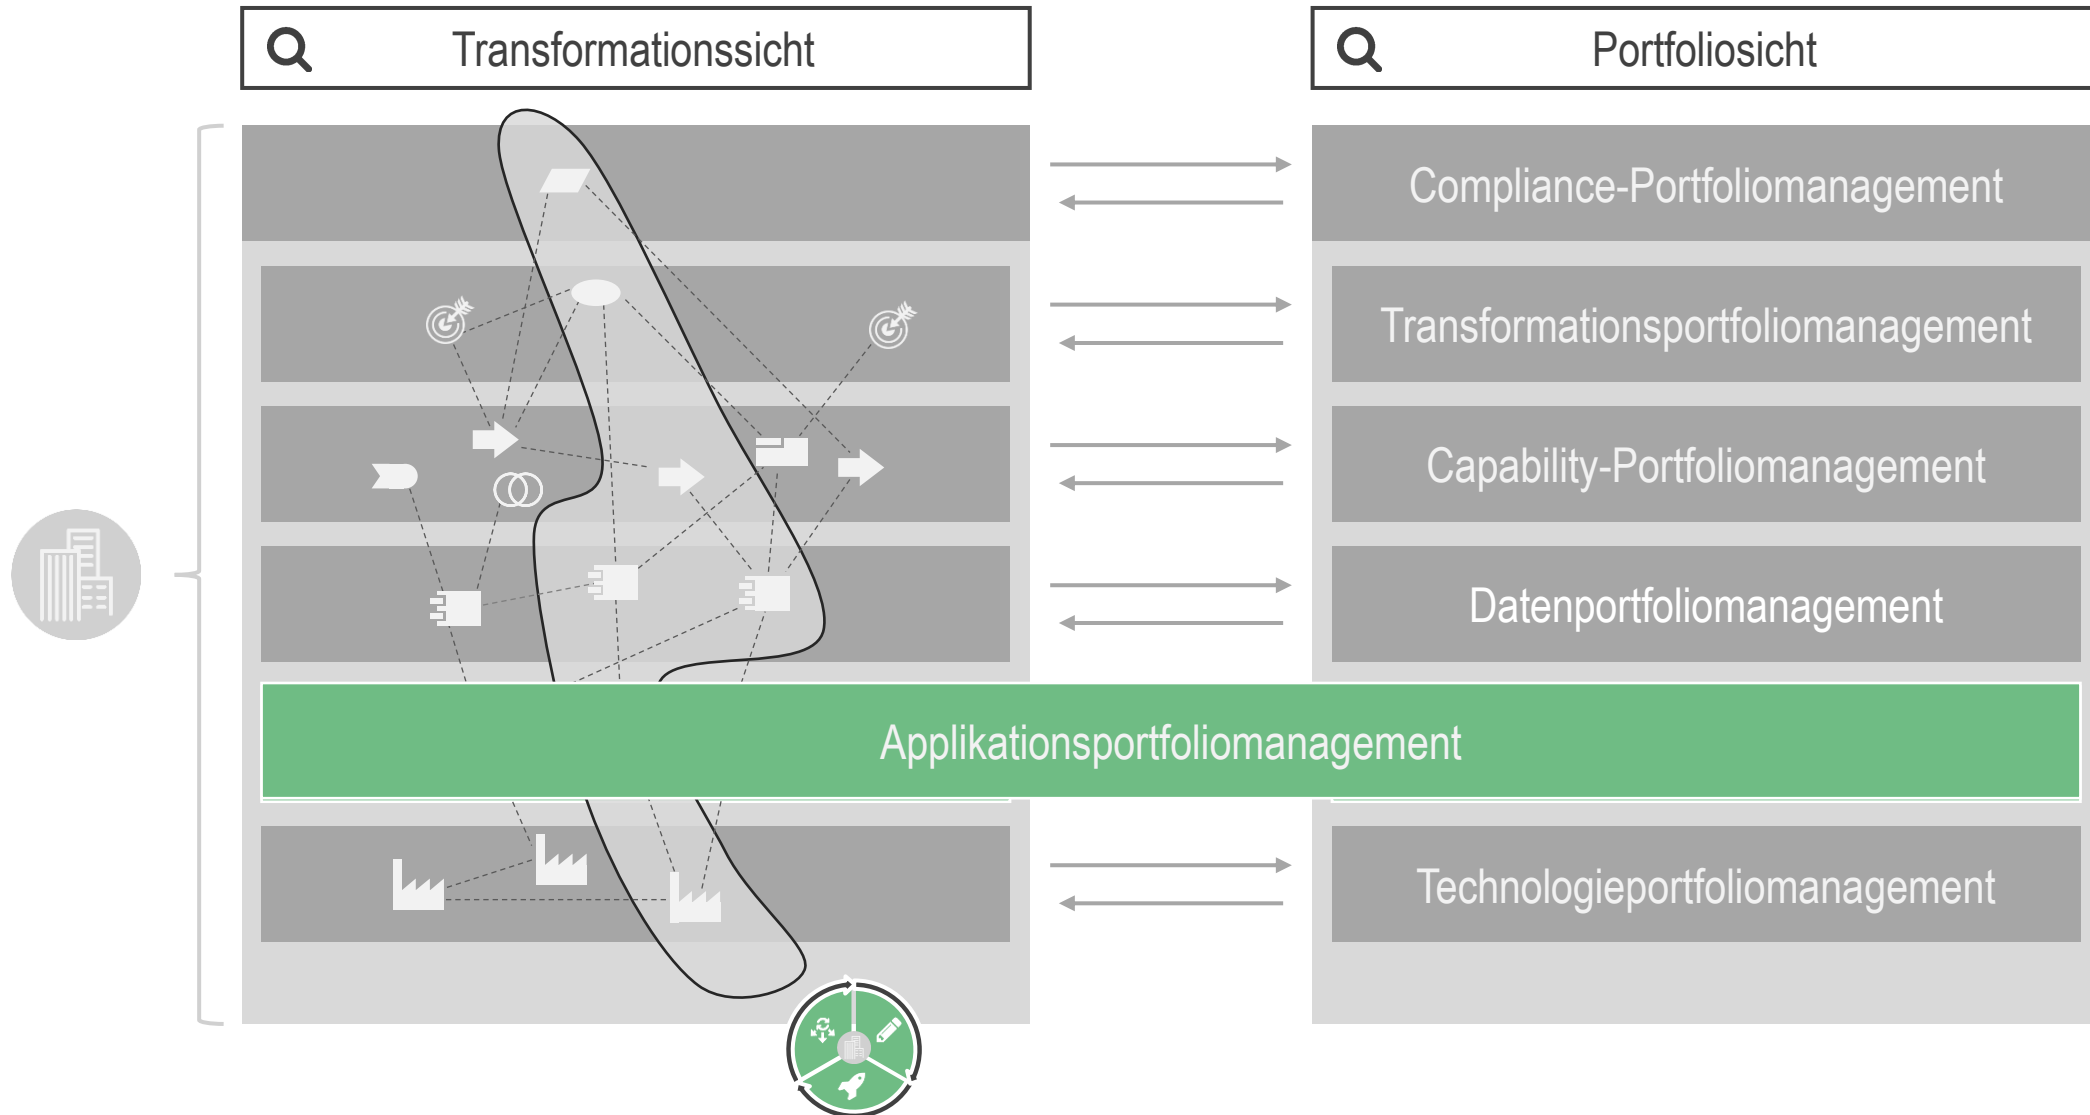 Transformationssicht
Portfoliosicht
Compliance-Portfoliomanagement
Transformationsportfoliomanagement
Capability-Portfoliomanagement
Datenportfoliomanagement
Applikationsportfoliomanagement
Technologieportfoliomanagement